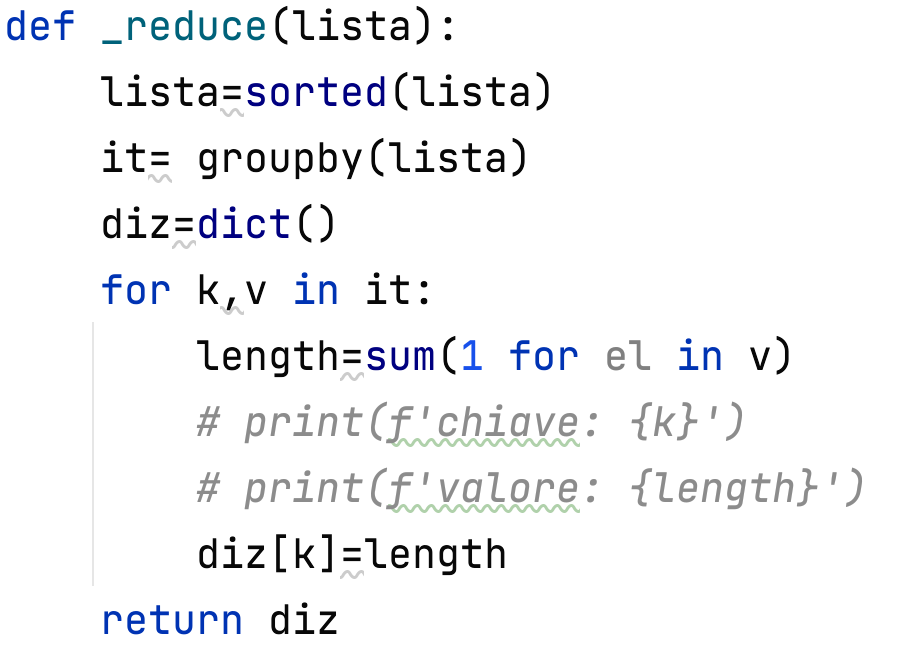 def _reduce(lista):
    lista=sorted(lista)
    it= groupby(lista)
    diz=dict()
    for k,v in it:
        length=sum(1 for el in v)
        # print(f'chiave: {k}')
        # print(f'valore: {length}')
        diz[k]=length
    return diz